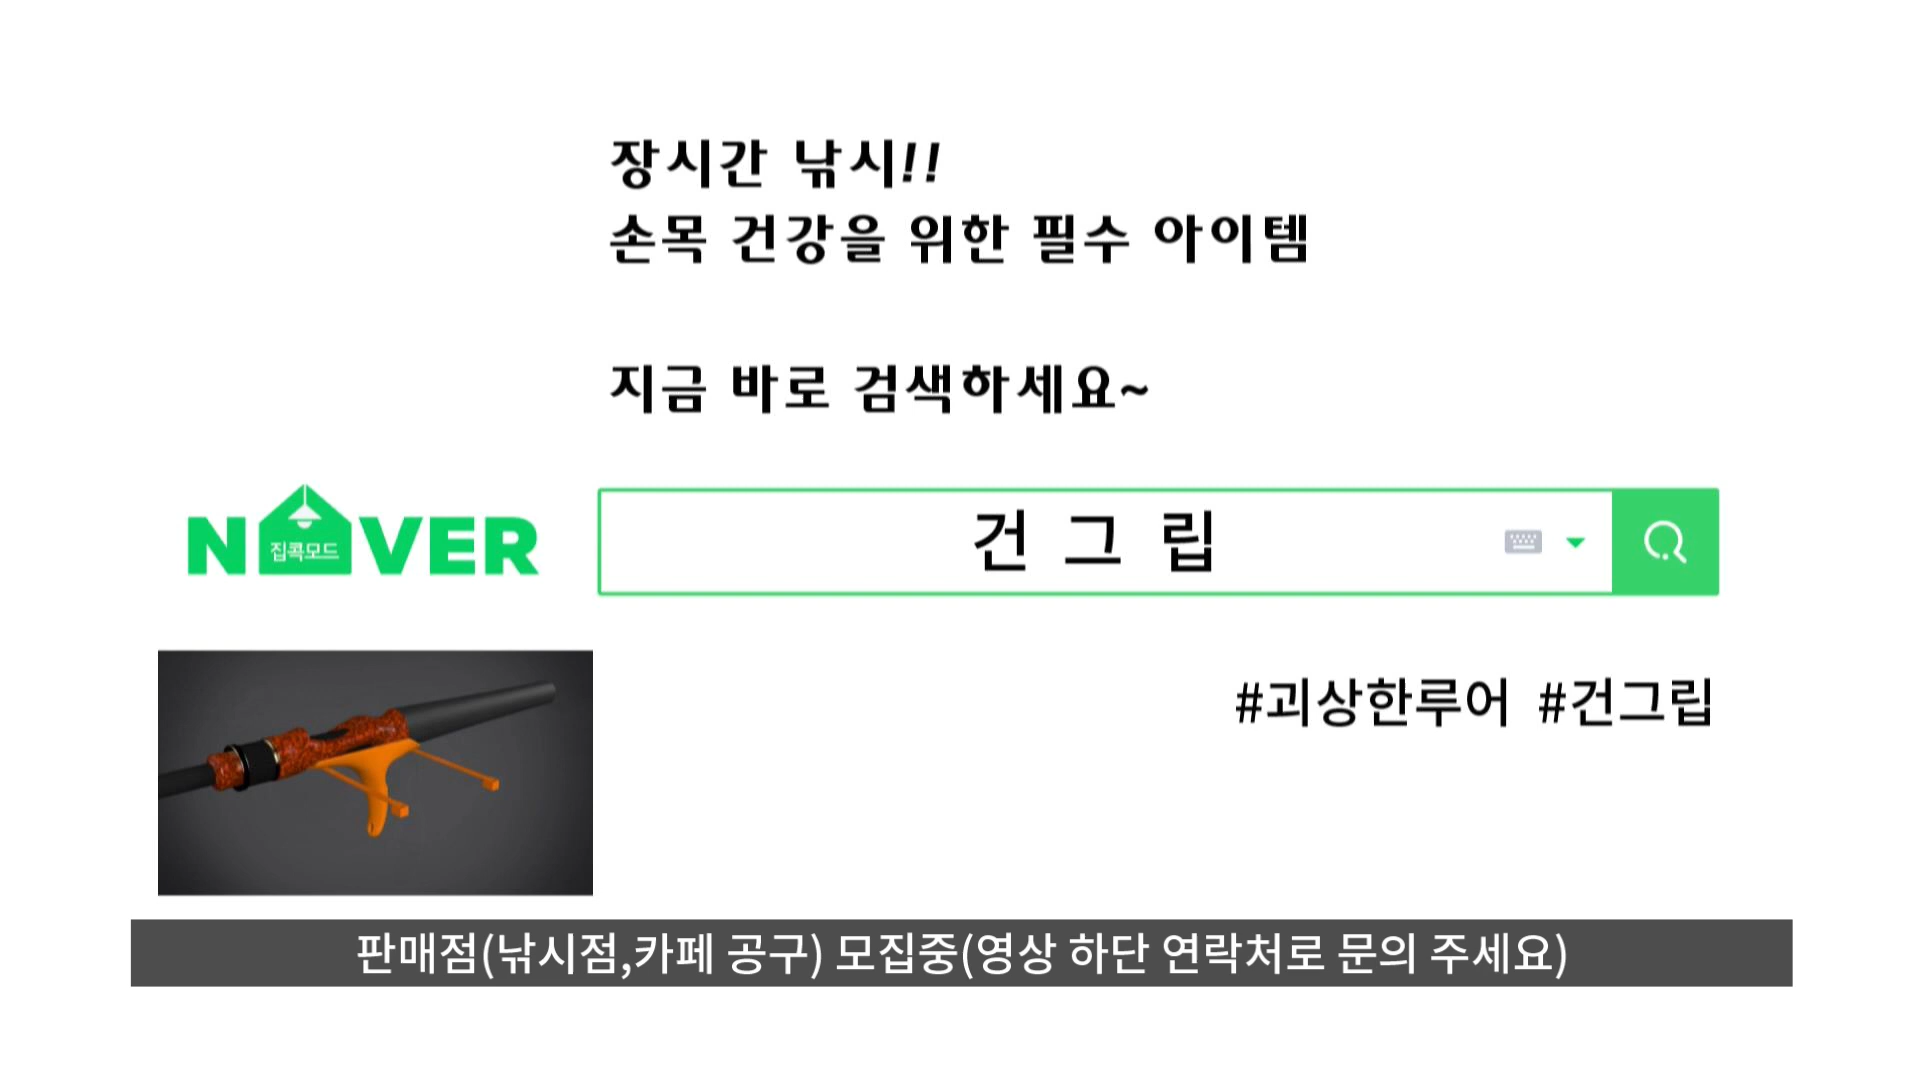 장시간 낚시!!
손목 건강을 위한 필수 아이템
지금 바로 검색하세요~
NAVER
집콕모드
건 그 립
#괴상한루어 #건그립
판매점(낚시점,카페 공구) 모집중(영상 하단 연락처로 문의 주세요)